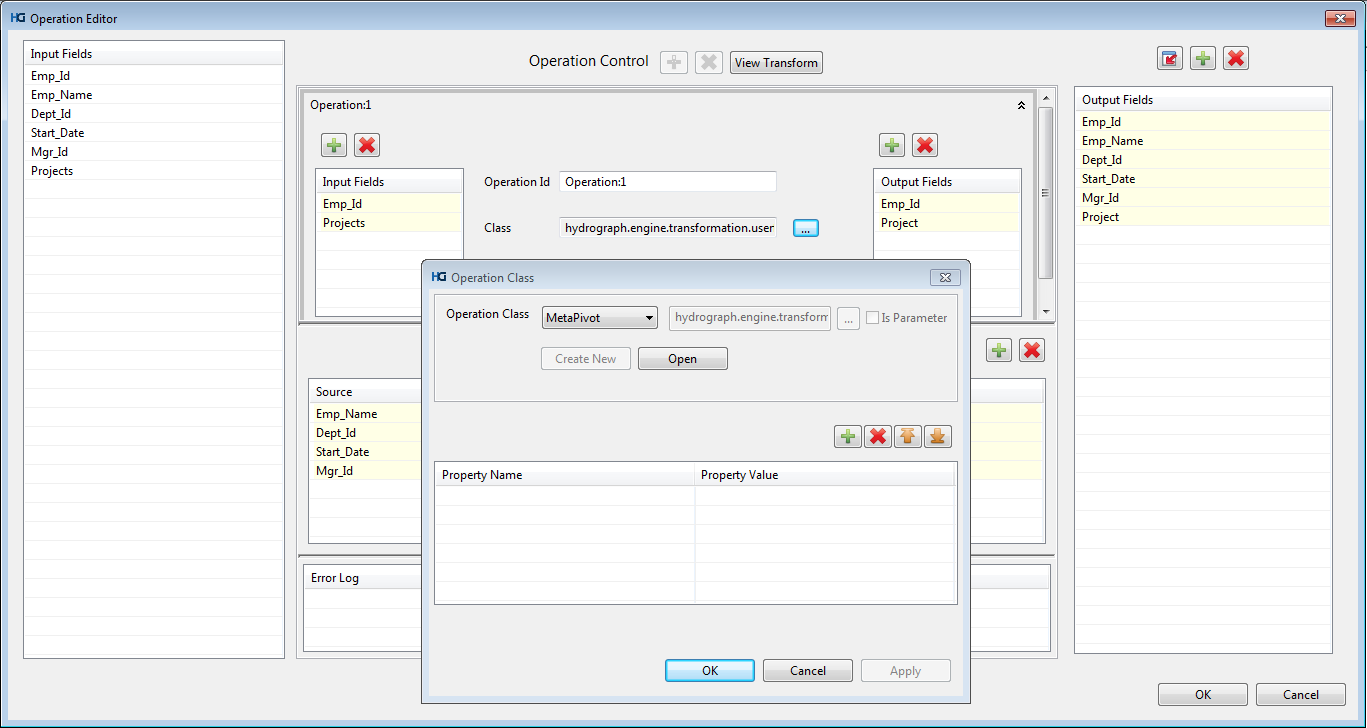 HG Operation Editor
Input Fields
Emp_Id
Emp_Name
Dept_Id
Start_Date
Mgr_Id
Projects
Operation Control
View Transform
Operation:1
Input Fields
Emp_Id
Projects
Operation Id Operation:1
Class hydrograph.engine.transformation.user ...
Output Fields
Emp_Id
Project
Source
Emp_Name
Dept_Id
Start_Date
Mgr_Id
Error Log
HG Operation Class
Operation Class MetaPivot hydrograph.engine.transform ... Is Parameter
Create New Open
Property Name Property Value
OK Cancel Apply
Output Fields
Emp_Id
Emp_Name
Dept_Id
Start_Date
Mgr_Id
Project
OK Cancel